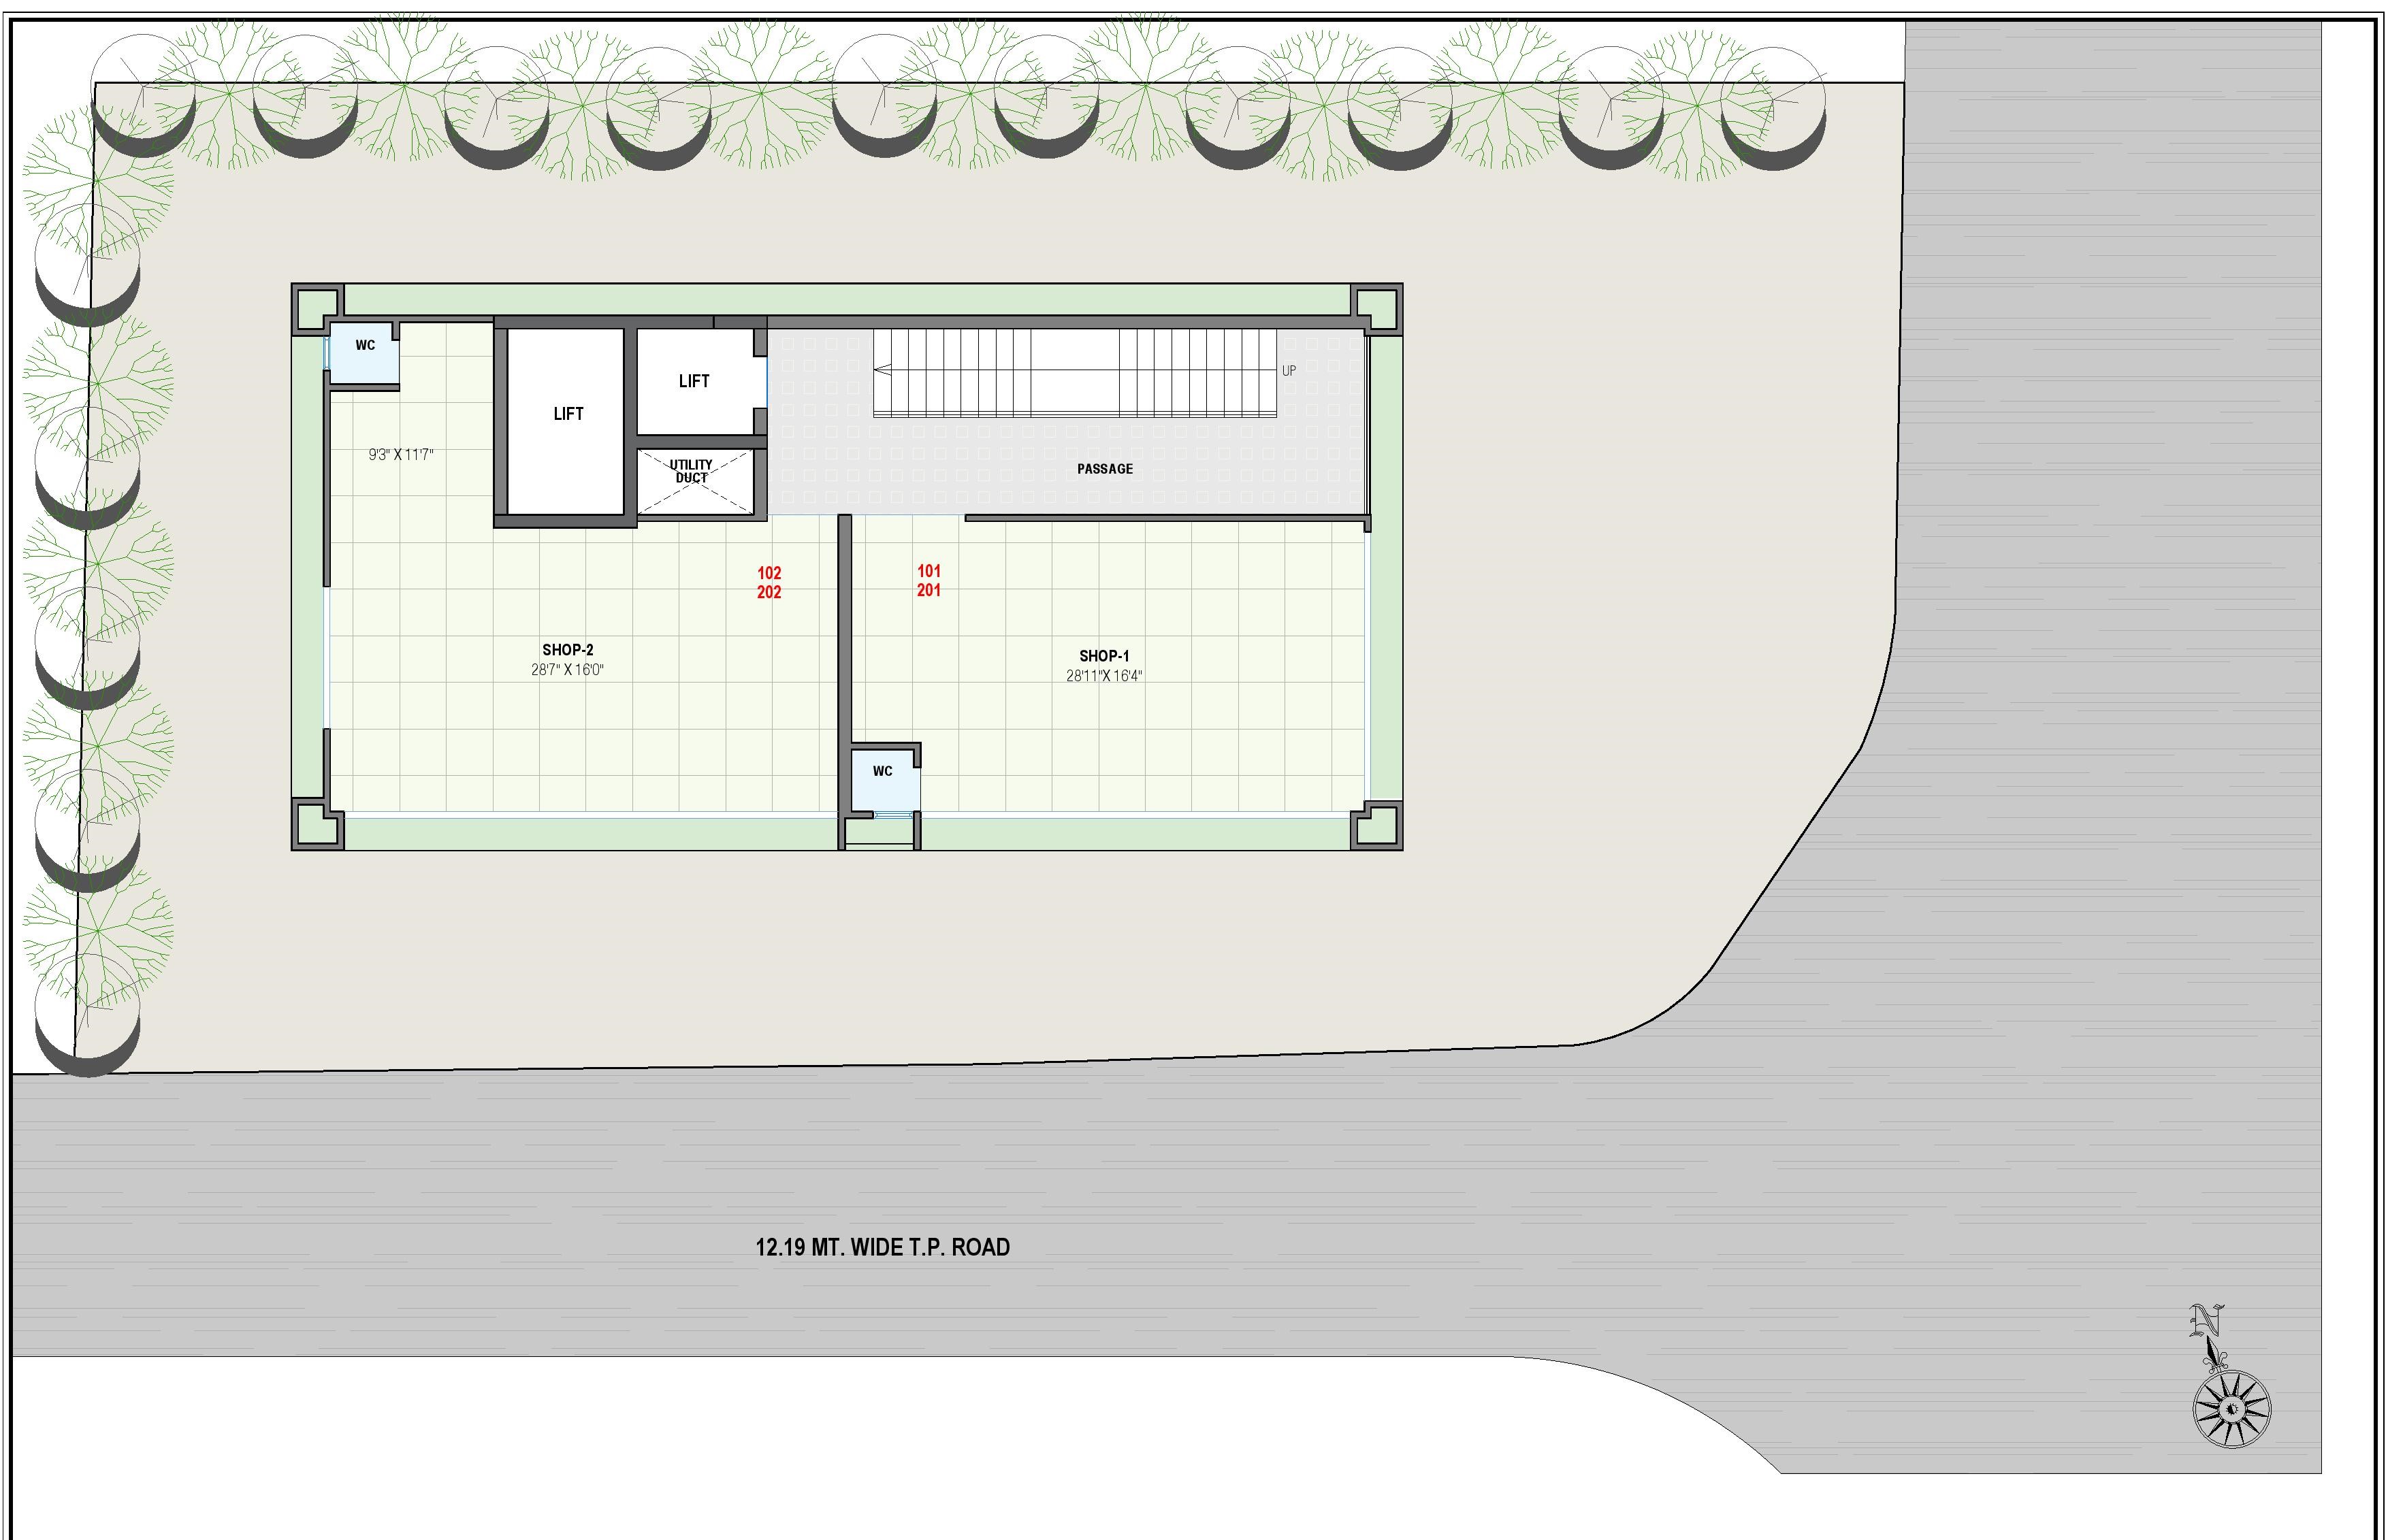 WC
LIFT
LIFT
UP
9'3" X 11'7"
UTILITY
DUCT
PASSAGE
102
202
101
201
SHOP-2
28'7" X 16'0"
SHOP-1
28'11"X 16'4"
WC
12.19 MT. WIDE T.P. ROAD
N